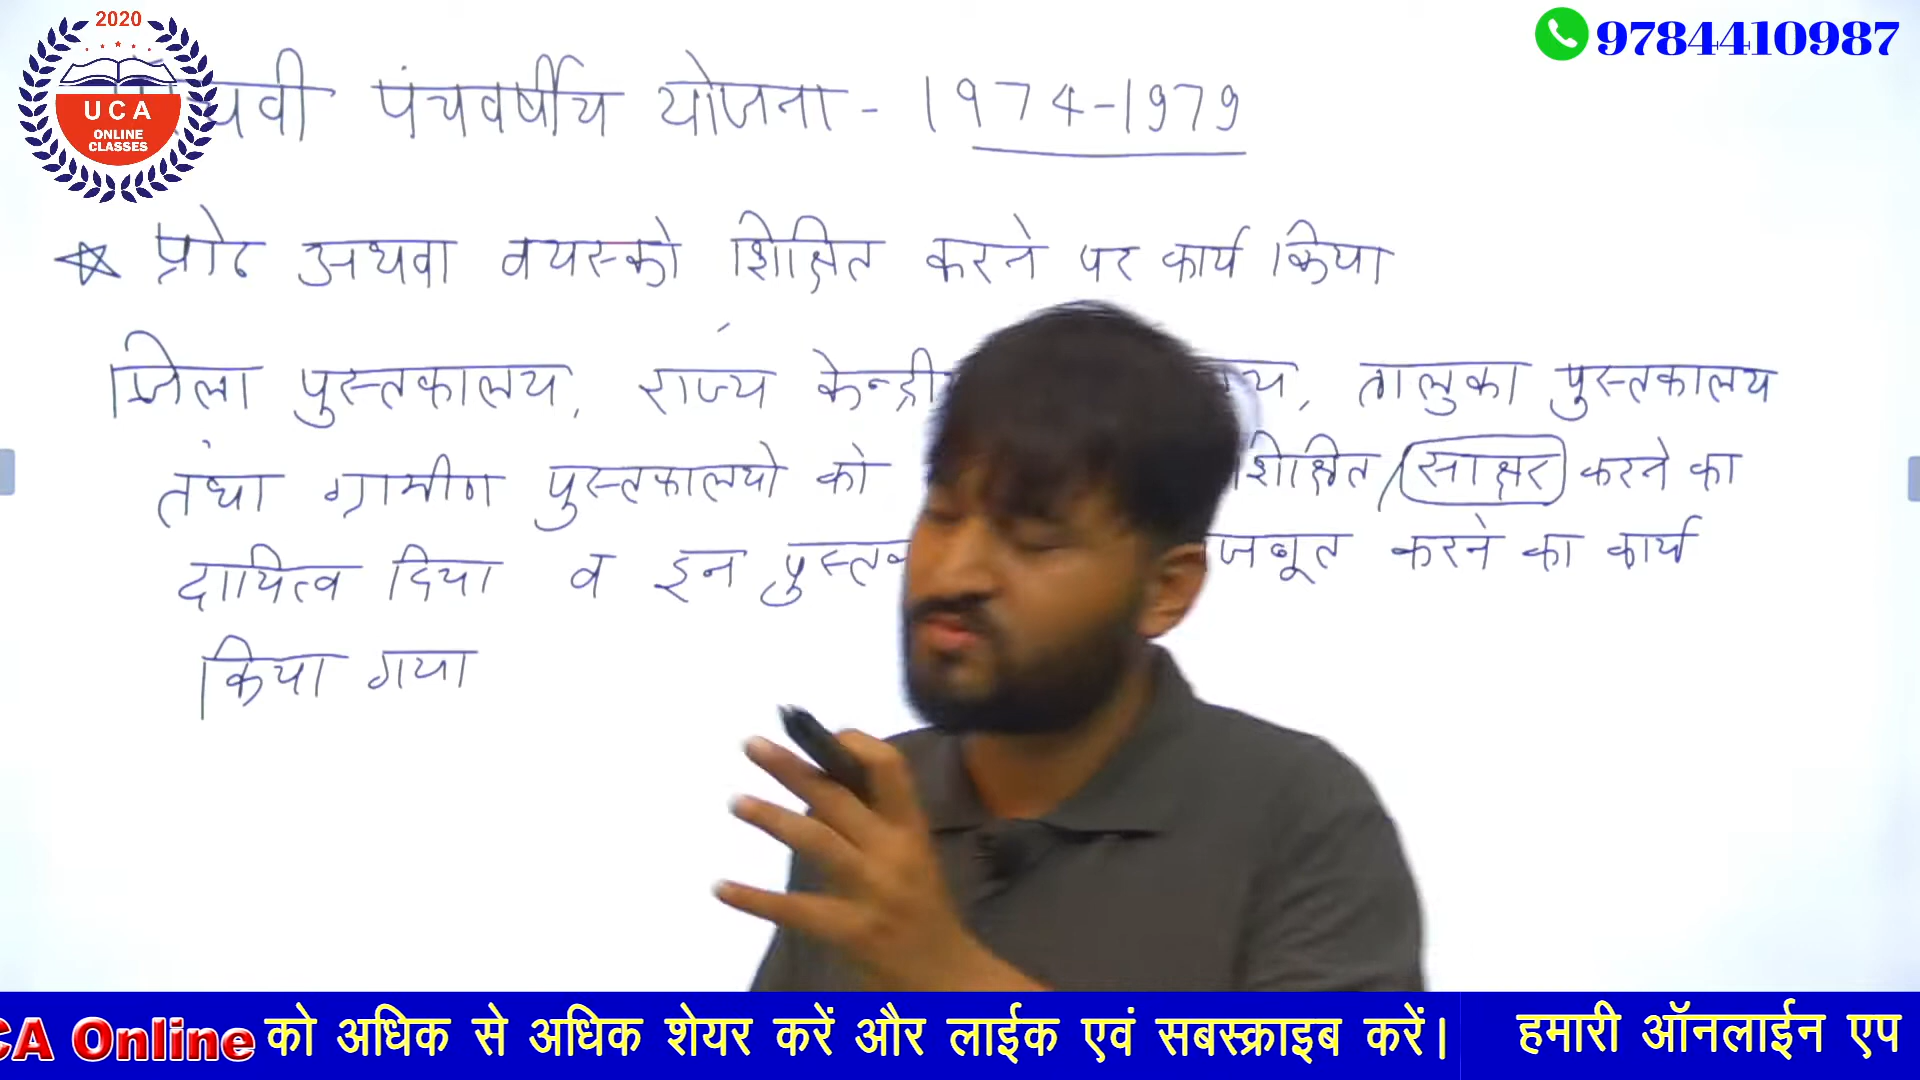 2020
UCA
ONLINE
CLASSES
9784410987
पंचवर्षीय योजना - 1974-1979
प्रोढ अथवा वयस्को शिक्षित करने पर कार्य किया
जिला पुस्तकालय, राज्य तालुका पुस्तकालय
तथा ग्रामीण पुस्तकालयो को शिक्षित/साक्षर करने का
दायित्व दिया व इन करने का कार्य
किया गया
CA Online को अधिक से अधिक शेयर करें और लाईक एवं सबस्क्राइब करें। हमारी ऑनलाईन एप